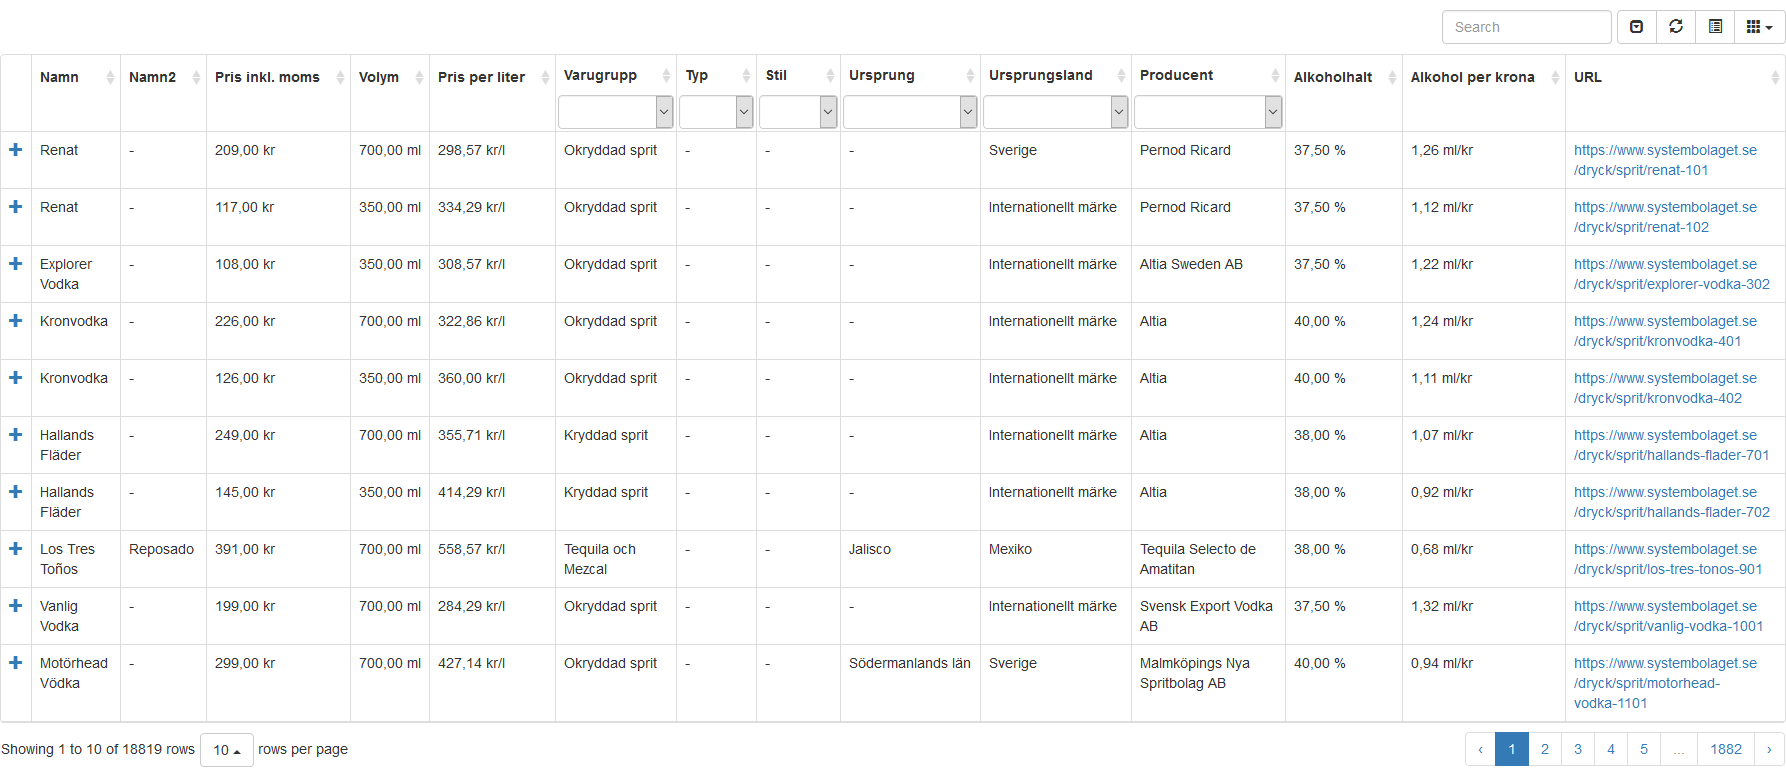 Search
Namn Namn2 Pris inkl. moms Volym Pris per liter Varugrupp Typ Stil Ursprung Ursprungsland Producent Alkoholhalt Alkohol per krona URL
Renat - 209,00 kr 700,00 ml 298,57 kr/l Okryddad sprit - - - Sverige Pernod Ricard 37,50 % 1,26 ml/kr https://www.systembolaget.se
/dryck/sprit/renat-101
Renat - 117,00 kr 350,00 ml 334,29 kr/l Okryddad sprit - - - Internationellt märke Pernod Ricard 37,50 % 1,12 ml/kr https://www.systembolaget.se
/dryck/sprit/renat-102
Explorer - 108,00 kr 350,00 ml 308,57 kr/l Okryddad sprit - - - Internationellt märke Altia Sweden AB 37,50 % 1,22 ml/kr https://www.systembolaget.se
Vodka /dryck/sprit/explorer-vodka-302
Kronvodka - 226,00 kr 700,00 ml 322,86 kr/l Okryddad sprit - - - Internationellt märke Altia 40,00 % 1,24 ml/kr https://www.systembolaget.se
/dryck/sprit/kronvodka-401
Kronvodka - 126,00 kr 350,00 ml 360,00 kr/l Okryddad sprit - - - Internationellt märke Altia 40,00 % 1,11 ml/kr https://www.systembolaget.se
/dryck/sprit/kronvodka-402
Hallands - 249,00 kr 700,00 ml 355,71 kr/l Kryddad sprit - - - Internationellt märke Altia 38,00 % 1,07 ml/kr https://www.systembolaget.se
Fläder /dryck/sprit/hallands-flader-701
Hallands - 145,00 kr 350,00 ml 414,29 kr/l Kryddad sprit - - - Internationellt märke Altia 38,00 % 0,92 ml/kr https://www.systembolaget.se
Fläder /dryck/sprit/hallands-flader-702
Los Tres Reposado 391,00 kr 700,00 ml 558,57 kr/l Tequila och - - Jalisco Mexiko Tequila Selecto de 38,00 % 0,68 ml/kr https://www.systembolaget.se
Toños Mezcal Amatitan /dryck/sprit/los-tres-tonos-901
Vanlig - 199,00 kr 700,00 ml 284,29 kr/l Okryddad sprit - - - Internationellt märke Svensk Export Vodka 37,50 % 1,32 ml/kr https://www.systembolaget.se
Vodka AB /dryck/sprit/vanlig-vodka-1001
Motörhead - 299,00 kr 700,00 ml 427,14 kr/l Okryddad sprit - - Södermanlands län Sverige Malmköpings Nya 40,00 % 0,94 ml/kr https://www.systembolaget.se
Vödka Spritbolag AB /dryck/sprit/motorhead-
vodka-1101
Showing 1 to 10 of 18819 rows 10 rows per page ‹ 1 2 3 4 5 ... 1882 ›